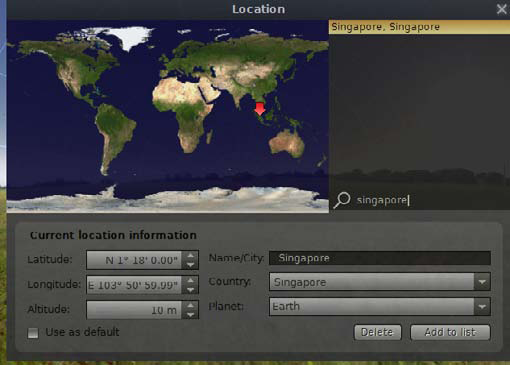 Location
Singapore, Singapore
singapore
Current location information
Latitude: N 1° 18' 0.00"
Name/City: Singapore
Longitude: E 103° 50' 59.99"
Country: Singapore
Altitude: 10 m
Planet: Earth
Use as default
Delete
Add to list